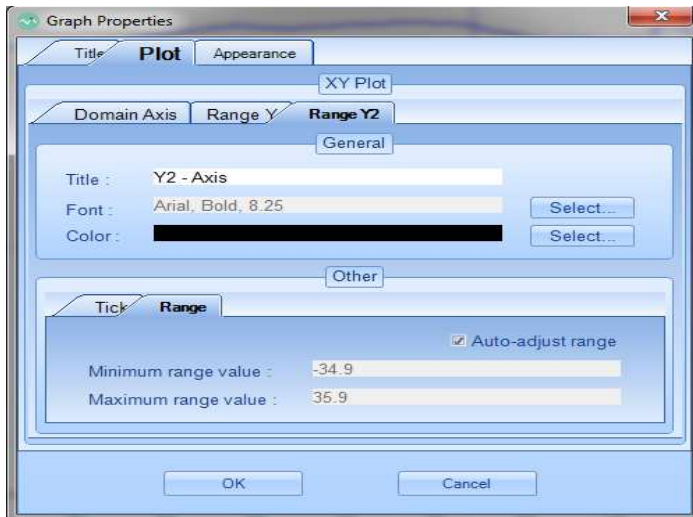 Graph Properties
Title Plot Appearance
XY Plot
Domain Axis Range Y Range Y2
General
Title : Y2 - Axis
Font : Arial, Bold, 8.25 Select...
Color : Select...
Other
Tick Range
Auto-adjust range
Minimum range value : -34.9
Maximum range value : 35.9
OK Cancel